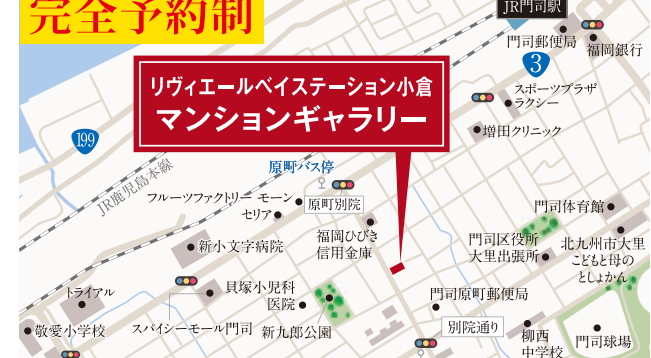 完全予約制
JR門司駅
門司郵便局
福岡銀行
3
リヴィエールベイステーション小倉
マンションギャラリー
スポーツプラザ
ラクシー
増田クリニック
199
JR鹿児島本線
原町バス停
フルーツファクトリー モーン
セリア
原町別院
門司体育館
福岡ひびき
信用金庫
新小文字病院
門司区役所
大里出張所
北九州市大里
こどもと母の
としょかん
トライアル
貝塚小児科
医院
門司原町郵便局
敬愛小学校
スパイシーモール門司
新九郎公園
別院通り
柳西
中学校
門司球場